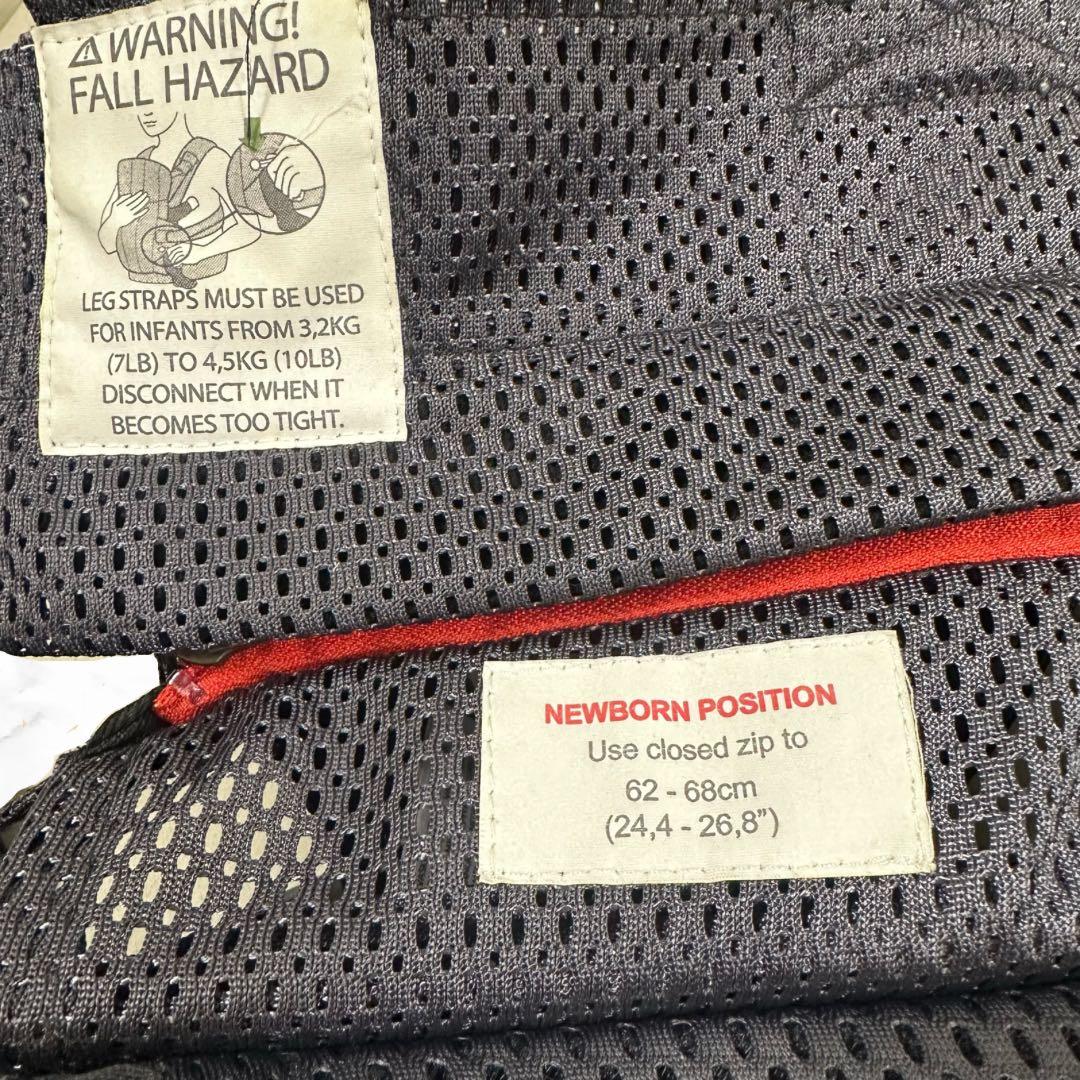 WARNING!
FALL HAZARD
LEG STRAPS MUST BE USED
FOR INFANTS FROM 3,2KG
(7LB) TO 4,5KG (10LB)
DISCONNECT WHEN IT
BECOMES TOO TIGHT.
NEWBORN POSITION
Use closed zip to
62 - 68cm
(24,4 - 26,8")